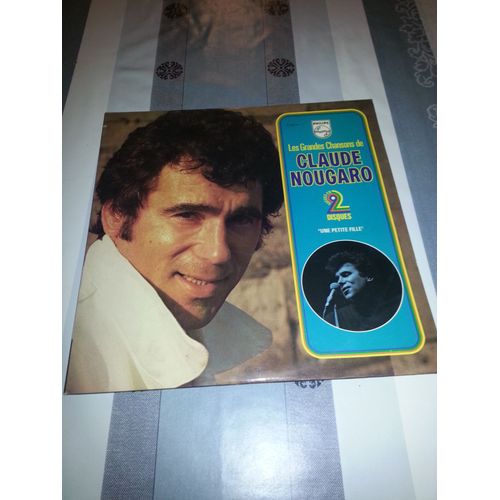 PHILIPS
Les Grandes Chansons de
CLAUDE
NOUGARO
2
DISQUES
"UNE PETITE FILLE"